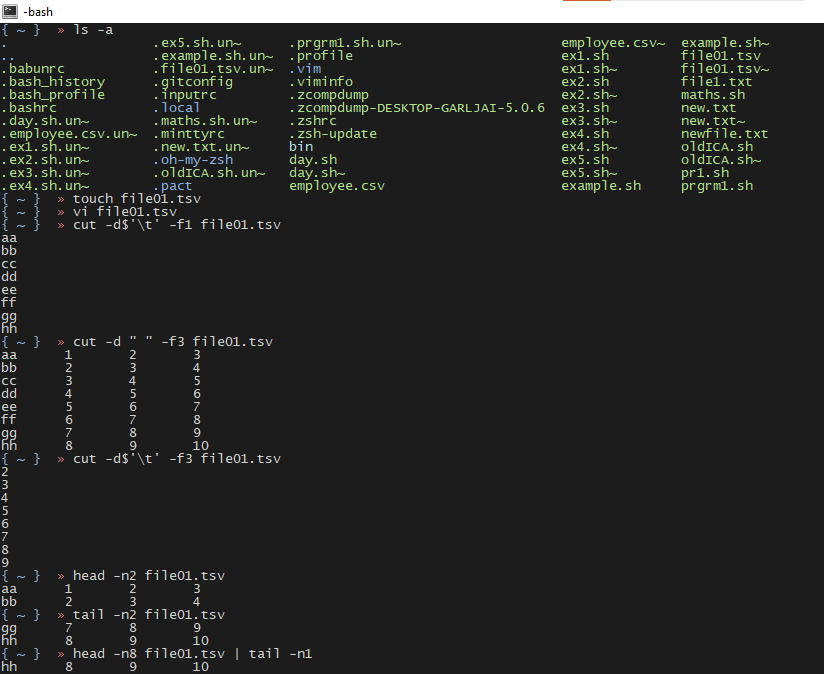 -bash
{ ~ } » ls -a
. .ex5.sh.un~ .prgrm1.sh.un~ employee.csv~ example.sh~
.. .example.sh.un~ .profile ex1.sh file01.tsv
.babunrc .file01.tsv.un~ .vim ex1.sh~ file01.tsv~
.bash_history .gitconfig .viminfo ex2.sh file1.txt
.bash_profile .inputrc .zcompdump ex2.sh~ maths.sh
.bashrc .local .zcompdump-DESKTOP-GARLJAI-5.0.6 ex3.sh new.txt
.day.sh.un~ .maths.sh.un~ .zshrc ex3.sh~ new.txt~
.employee.csv.un~ .minttyrc .zsh-update ex4.sh newfile.txt
.ex1.sh.un~ .new.txt.un~ bin ex4.sh~ oldICA.sh
.ex2.sh.un~ .oh-my-zsh day.sh ex5.sh oldICA.sh~
.ex3.sh.un~ .oldICA.sh.un~ day.sh~ ex5.sh~ pr1.sh
.ex4.sh.un~ .pact employee.csv example.sh prgrm1.sh
{ ~ } » touch file01.tsv
{ ~ } » vi file01.tsv
{ ~ } » cut -d$'\t' -f1 file01.tsv
aa
bb
cc
dd
ee
ff
gg
hh
{ ~ } » cut -d " " -f3 file01.tsv
aa 1 2 3
bb 2 3 4
cc 3 4 5
dd 4 5 6
ee 5 6 7
ff 6 7 8
gg 7 8 9
hh 8 9 10
{ ~ } » cut -d$'\t' -f3 file01.tsv
2
3
4
5
6
7
8
9
{ ~ } » head -n2 file01.tsv
aa 1 2 3
bb 2 3 4
{ ~ } » tail -n2 file01.tsv
gg 7 8 9
hh 8 9 10
{ ~ } » head -n8 file01.tsv | tail -n1
hh 8 9 10